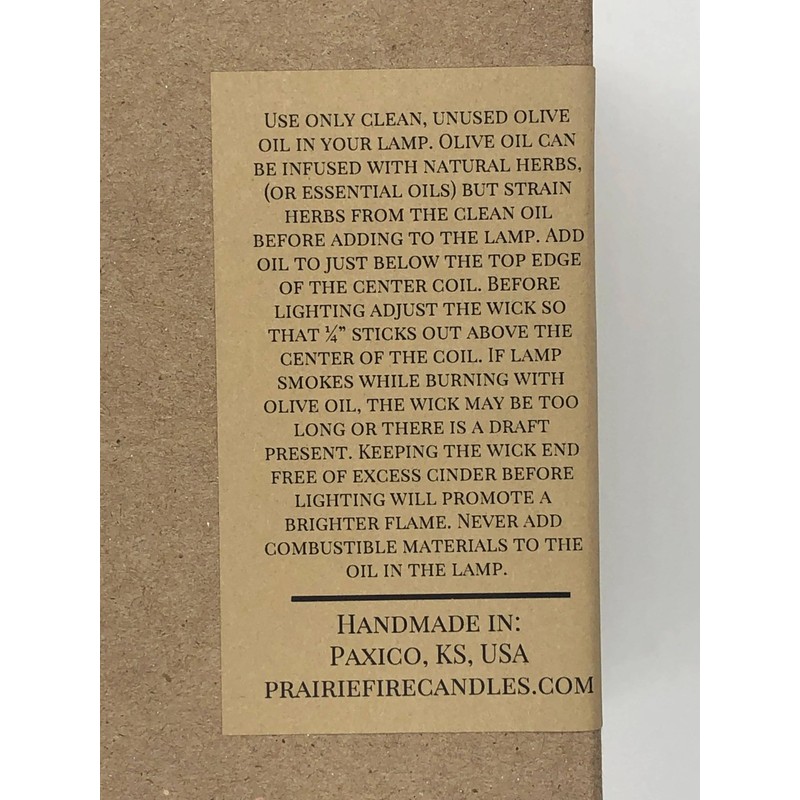 Use only clean, unused olive
oil in your lamp. Olive oil can
be infused with natural herbs,
(or essential oils) but strain
herbs from the clean oil
before adding to the lamp. Add
oil to just below the top edge
of the center coil. Before
lighting adjust the wick so
that ¼” sticks out above the
center of the coil. If lamp
smokes while burning with
olive oil, the wick may be too
long or there is a draft
present. Keeping the wick end
free of excess cinder before
lighting will promote a
brighter flame. Never add
combustible materials to the
oil in the lamp.
Handmade in:
Paxico, KS, USA
prairiefirecandles.com